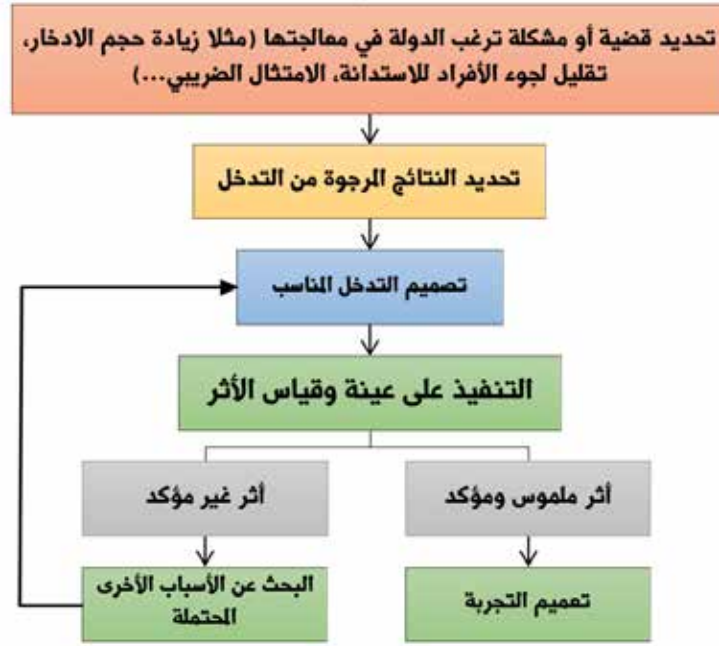 تحديد قضية أو مشكلة ترغب الدولة في معالجتها (مثلا زيادة حجم الادخار،
تقليل لجوء الأفراد للاستدانة، الامتثال الضريبي...)
تحديد النتائج المرجوة من التدخل
تصميم التدخل المناسب
التنفيذ على عينة وقياس الأثر
أثر ملموس ومؤكد
أثر غير مؤكد
تعميم التجربة
البحث عن الأسباب الأخرى
المحتملة